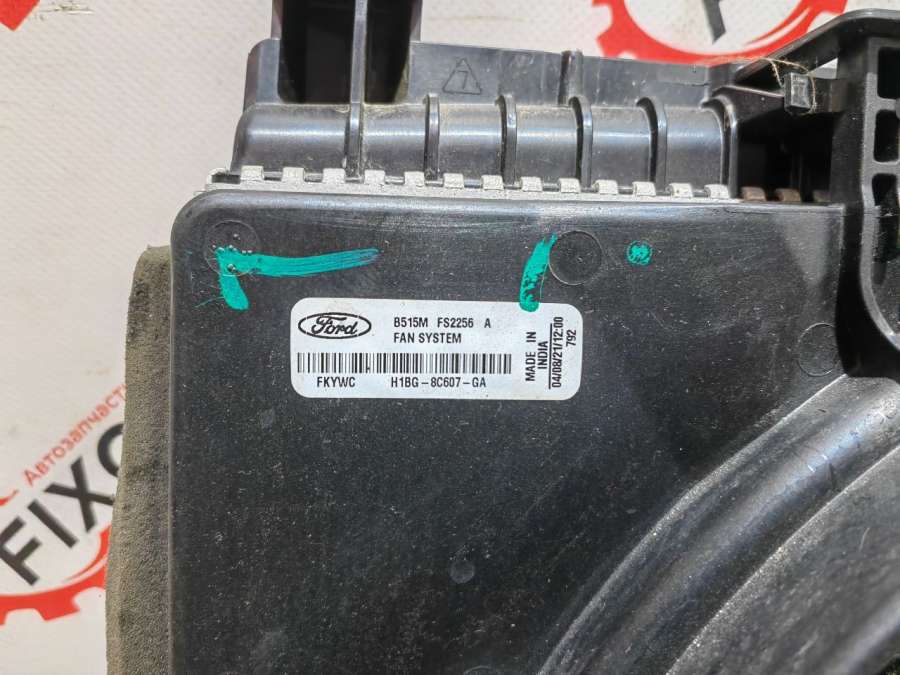 Ford
B515M FS2256 A
FAN SYSTEM
FKYWC H1BG-8C607-GA
MADE IN
INDIA
04/08/21/12:00
792
Автозапчасти
FIXO